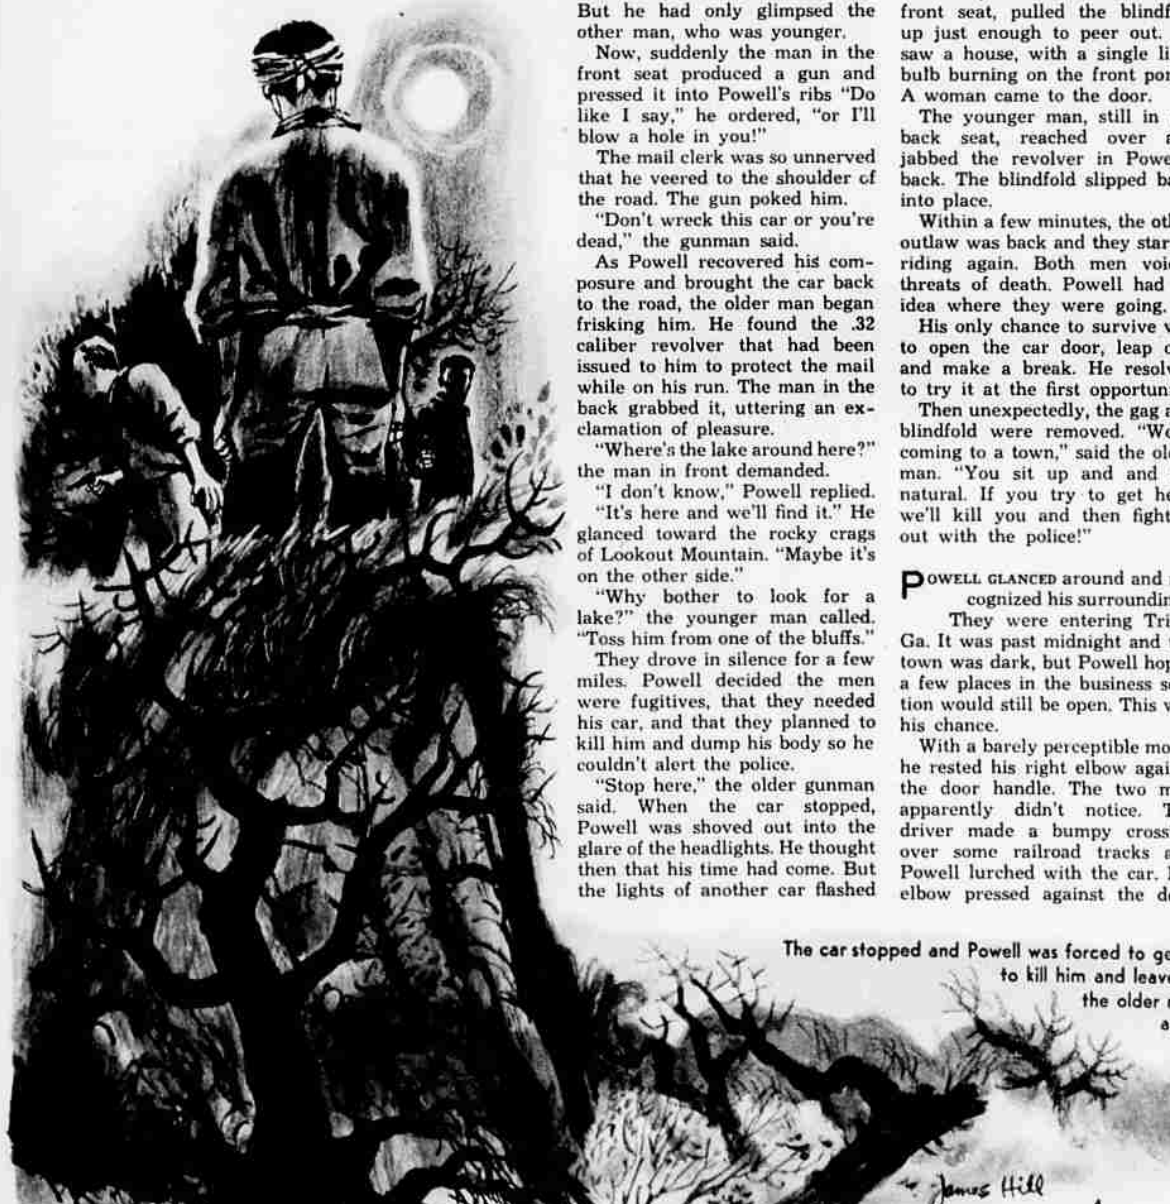 But he had only glimpsed the
other man, who was younger.
Now, suddenly the man in the
front seat produced a gun and
pressed it into Powell's ribs "Do
like I say," he ordered, "or I'll
blow a hole in you!"
The mail clerk was so unnerved
that he veered to the shoulder of
the road. The gun poked him.
"Don't wreck this car or you're
dead," the gunman said.
As Powell recovered his com-
posure and brought the car back
to the road, the older man began
frisking him. He found the .32
caliber revolver that had been
issued to him to protect the mail
while on his run. The man in the
back grabbed it, uttering an ex-
clamation of pleasure.
"Where's the lake around here?"
the man in front demanded.
"I don't know," Powell replied.
"It's here and we'll find it." He
glanced toward the rocky crags
of Lookout Mountain. "Maybe it's
on the other side."
"Why bother to look for a
lake?" the younger man called.
"Toss him from one of the bluffs."
They drove in silence for a few
miles. Powell decided the men
were fugitives, that they needed
his car, and that they planned to
kill him and dump his body so he
couldn't alert the police.
"Stop here," the older gunman
said. When the car stopped,
Powell was shoved out into the
glare of the headlights. He thought
then that his time had come. But
the lights of another car flashed
front seat, pulled the blindf
up just enough to peer out.
saw a house, with a single li
bulb burning on the front por
A woman came to the door.
The younger man, still in
back seat, reached over a
jabbed the revolver in Powe
back. The blindfold slipped ba
into place.
Within a few minutes, the oth
outlaw was back and they star
riding again. Both men voic
threats of death. Powell had
idea where they were going.
His only chance to survive v
to open the car door, leap o
and make a break. He resolv
to try it at the first opportun
Then unexpectedly, the gag a
blindfold were removed. "We
coming to a town," said the old
man. "You sit up and and
natural. If you try to get he
we'll kill you and then fight
out with the police!"
POWELL GLANCED around and
cognized his surroundin
They were entering Tri
Ga. It was past midnight and
town was dark, but Powell hop
a few places in the business se
tion would still be open. This v
his chance.
With a barely perceptible mo
he rested his right elbow agai
the door handle. The two m
apparently didn't notice. T
driver made a bumpy cross
over some railroad tracks a
Powell lurched with the car. 
elbow pressed against the do
The car stopped and Powell was forced to ge
to kill him and leave
the older
a
James Hill